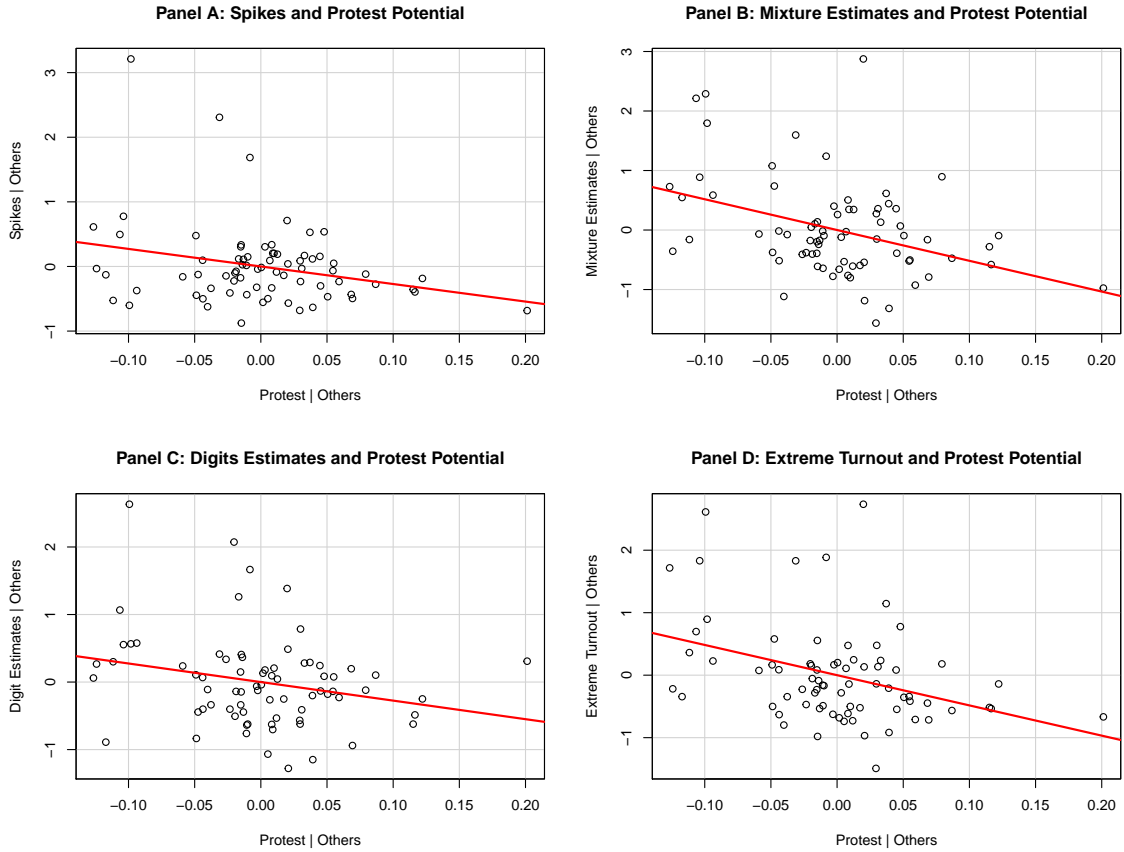 Panel A: Spikes and Protest Potential
Spikes | Others
3
2
1
0
−1
−0.10 −0.05 0.00 0.05 0.10 0.15 0.20
Protest | Others
Panel B: Mixture Estimates and Protest Potential
Mixture Estimates | Others
3
2
1
0
−1
−0.10 −0.05 0.00 0.05 0.10 0.15 0.20
Protest | Others
Panel C: Digits Estimates and Protest Potential
Digit Estimates | Others
2
1
0
−1
−0.10 −0.05 0.00 0.05 0.10 0.15 0.20
Protest | Others
Panel D: Extreme Turnout and Protest Potential
Extreme Turnout | Others
2
1
0
−1
−0.10 −0.05 0.00 0.05 0.10 0.15 0.20
Protest | Others